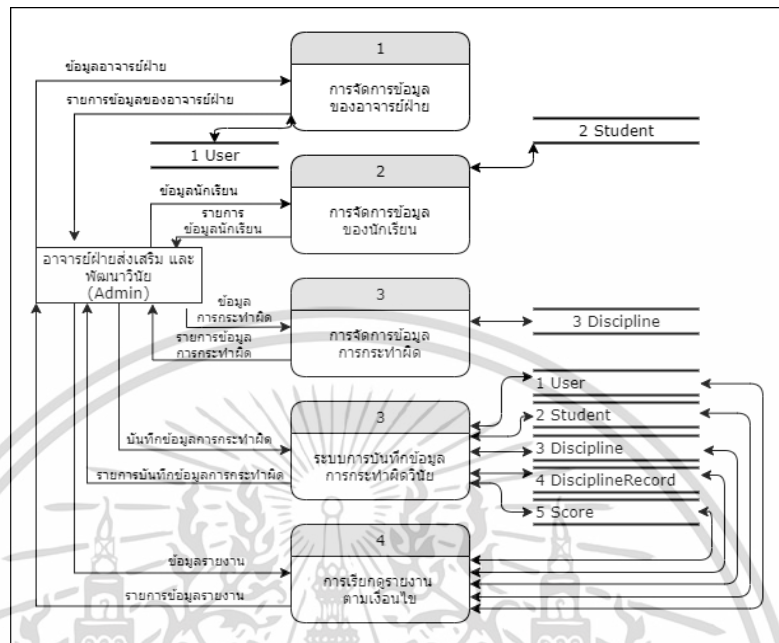 1
ข้อมูลอาจารย์ฝ่าย
การจัดการข้อมูล
ของอาจารย์ฝ่าย
รายการข้อมูลของอาจารย์ฝ่าย
1 User
2 Student
2
ข้อมูลนักเรียน
การจัดการข้อมูล
ของนักเรียน
รายการ
ข้อมูลนักเรียน
อาจารย์ฝ่ายส่งเสริม และ
พัฒนาวินัย
(Admin)
3
ข้อมูล
การกระทำผิด
การจัดการข้อมูล
การกระทำผิด
รายการข้อมูล
การกระทำผิด
3 Discipline
3
บันทึกข้อมูลการกระทำผิด
ระบบการบันทึกข้อมูล
การกระทำผิดวินัย
รายการบันทึกข้อมูลการกระทำผิด
1 User
2 Student
3 Discipline
4 DisciplineRecord
5 Score
4
ข้อมูลรายงาน
การเรียกดูรายงาน
ตามเงื่อนไข
รายการข้อมูลรายงาน